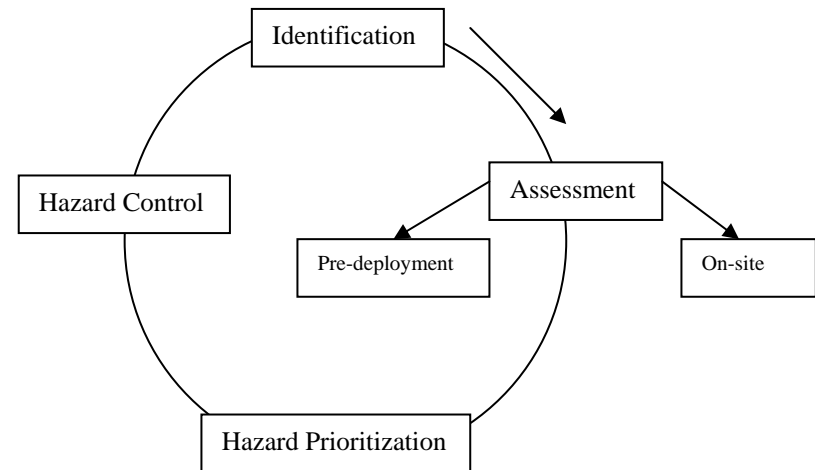 Identification
Assessment
Hazard Control
Pre-deployment
On-site
Hazard Prioritization